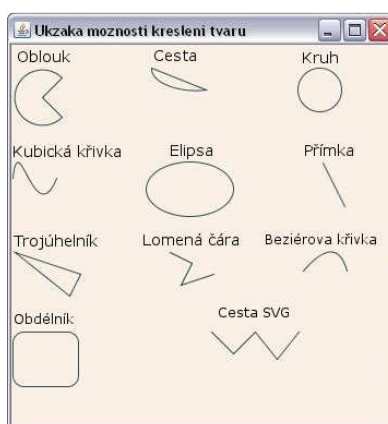 Ukzaka moznosti kresleni tvaru
Oblouk Cesta Kruh
Kubická křivka Elipsa Přímka
Trojúhelník Lomená čára Beziérova křivka
Obdélník Cesta SVG